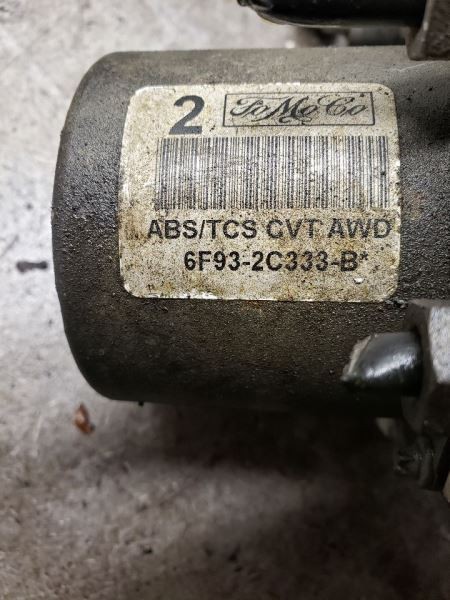 2 FoMoCo
ABS/TCS CVT AWD
6F93-2C333-B*